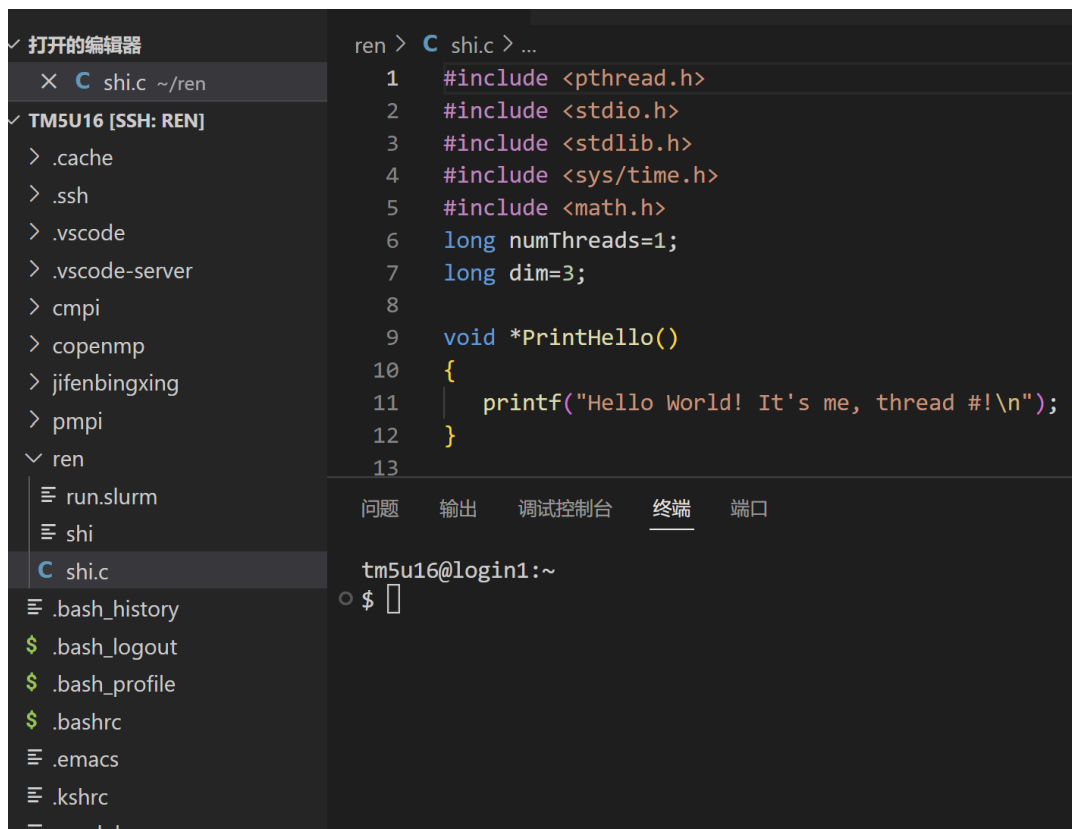 打开的编辑器
C shi.c ~/ren
TM5U16 [SSH: REN]
.cache
.ssh
.vscode
.vscode-server
cmpi
copenmp
jifenbingxing
pmpi
ren
run.slurm
shi
C shi.c
.bash_history
$ .bash_logout
$ .bash_profile
$ .bashrc
.emacs
.kshrc
ren > C shi.c > ...
1 #include <pthread.h>
2 #include <stdio.h>
3 #include <stdlib.h>
4 #include <sys/time.h>
5 #include <math.h>
6 long numThreads=1;
7 long dim=3;
8
9 void *PrintHello()
10 {
11 printf("Hello World! It's me, thread #!\n");
12 }
13
问题 输出 调试控制台 终端 端口
tm5u16@login1:~
$